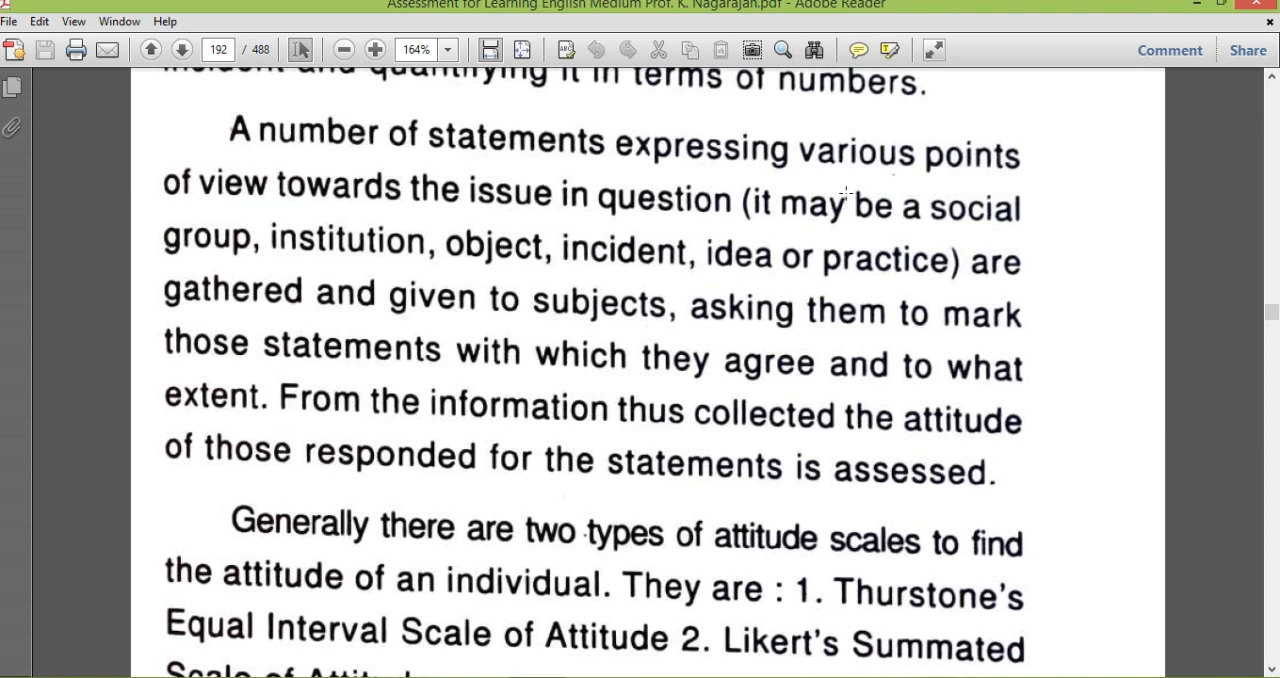 Assessment for Learning English Medium Prof. K. Nagarajan.pdf - Adobe Reader
File Edit View Window Help
192 / 488 164% Comment Share
incident and quantifying it in terms of numbers.
A number of statements expressing various points
of view towards the issue in question (it may be a social
group, institution, object, incident, idea or practice) are
gathered and given to subjects, asking them to mark
those statements with which they agree and to what
extent. From the information thus collected the attitude
of those responded for the statements is assessed.
Generally there are two types of attitude scales to find
the attitude of an individual. They are : 1. Thurstone's
Equal Interval Scale of Attitude 2. Likert's Summated
Scale of Attitude